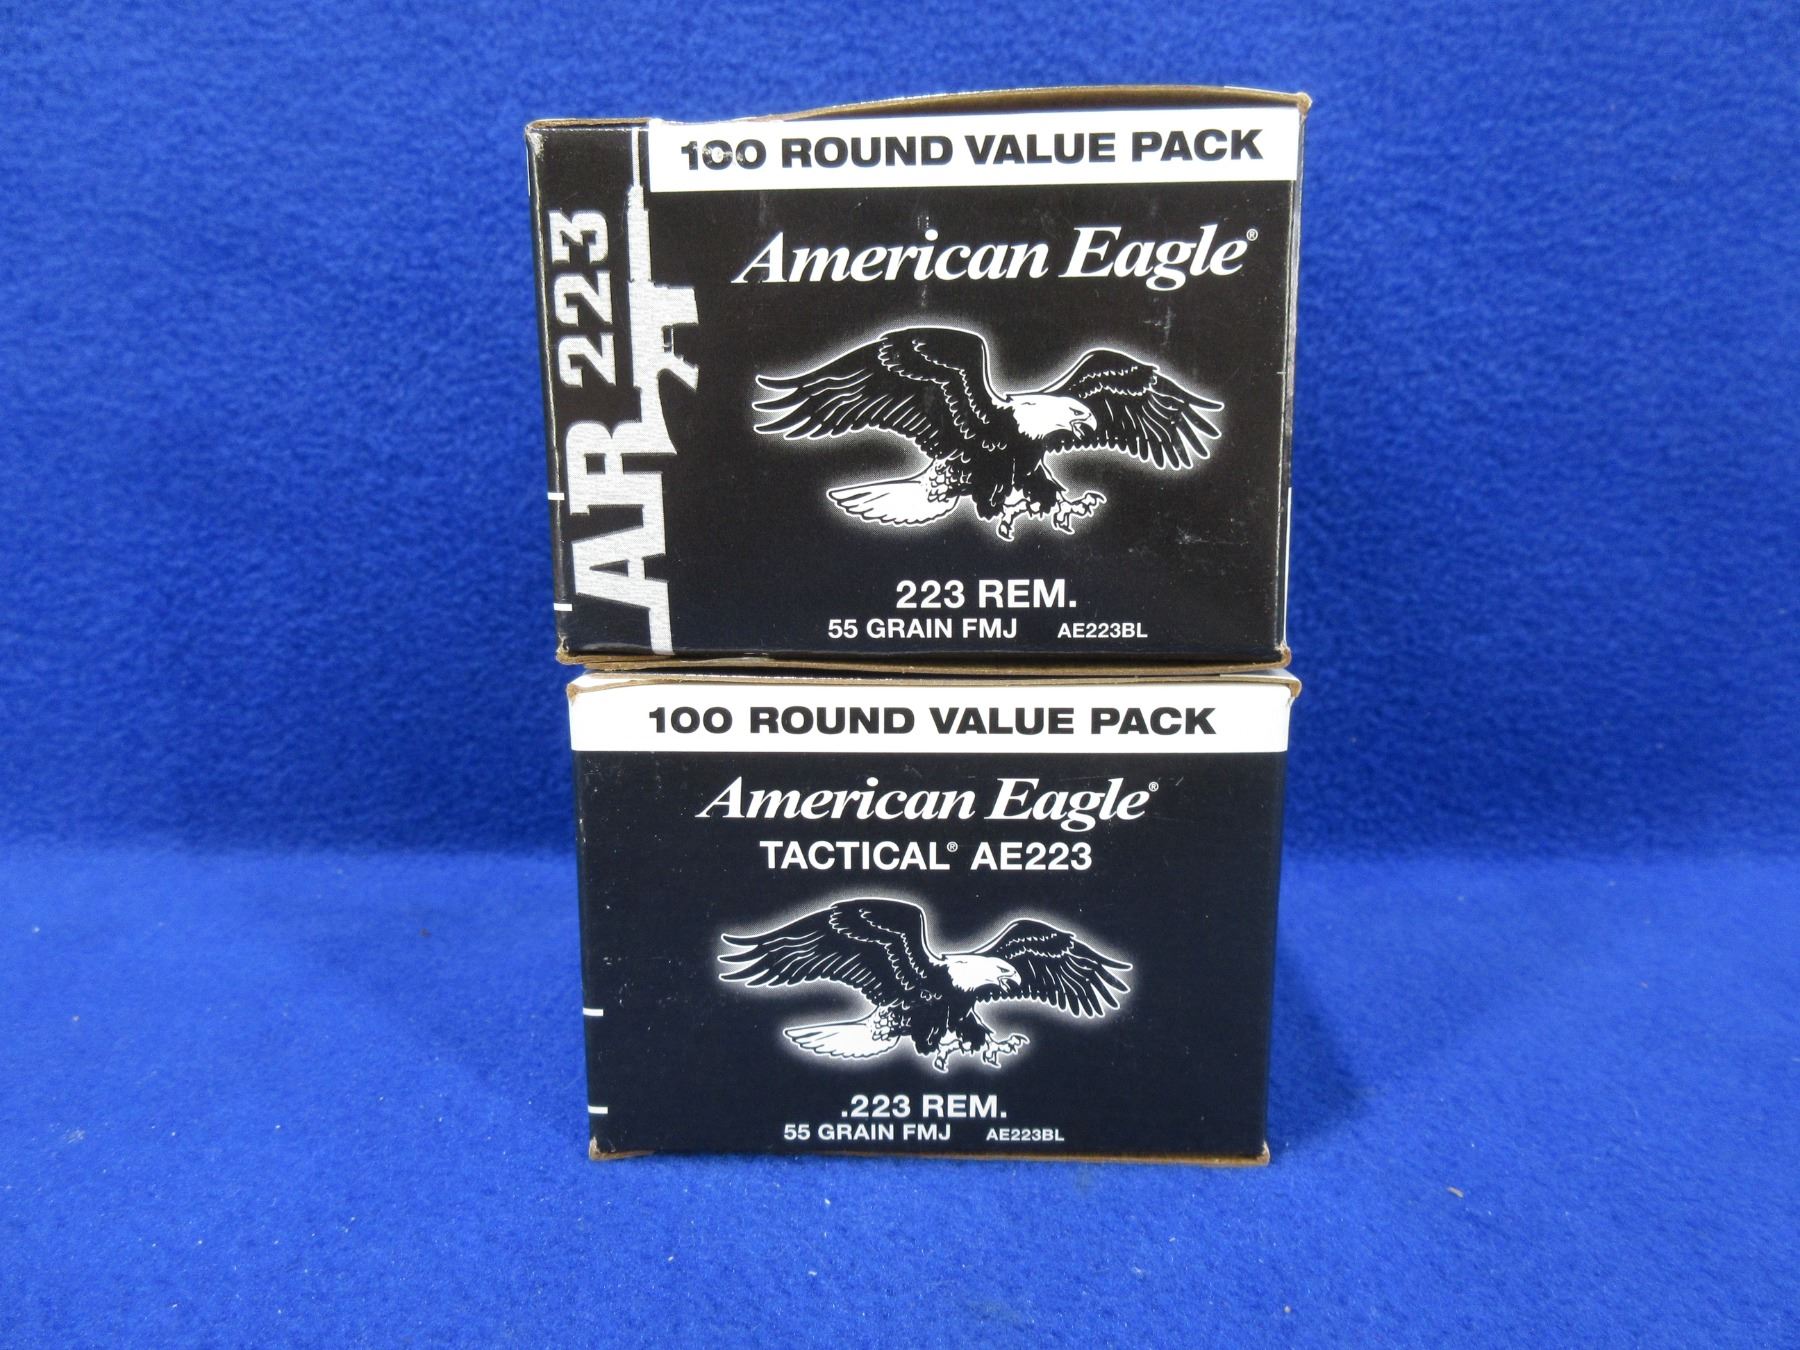 100 ROUND VALUE PACK
AR 223
American Eagle®
223 REM.
55 GRAIN FMJ AE223BL
100 ROUND VALUE PACK
American Eagle®
TACTICAL® AE223
.223 REM.
55 GRAIN FMJ AE223BL